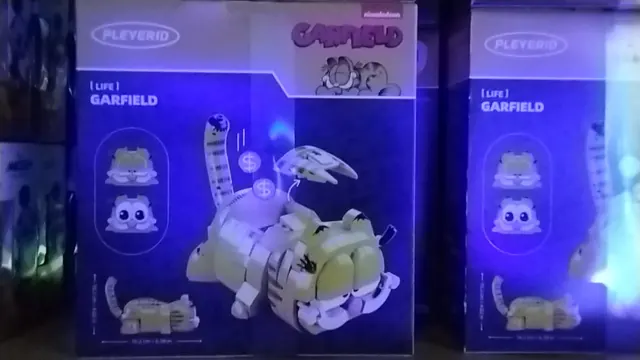 PLEYERID
nickelodeon
GARFIELD
[ LIFE ]
GARFIELD
$
$
PLEYERID
[ LIFE ]
GARFIELD